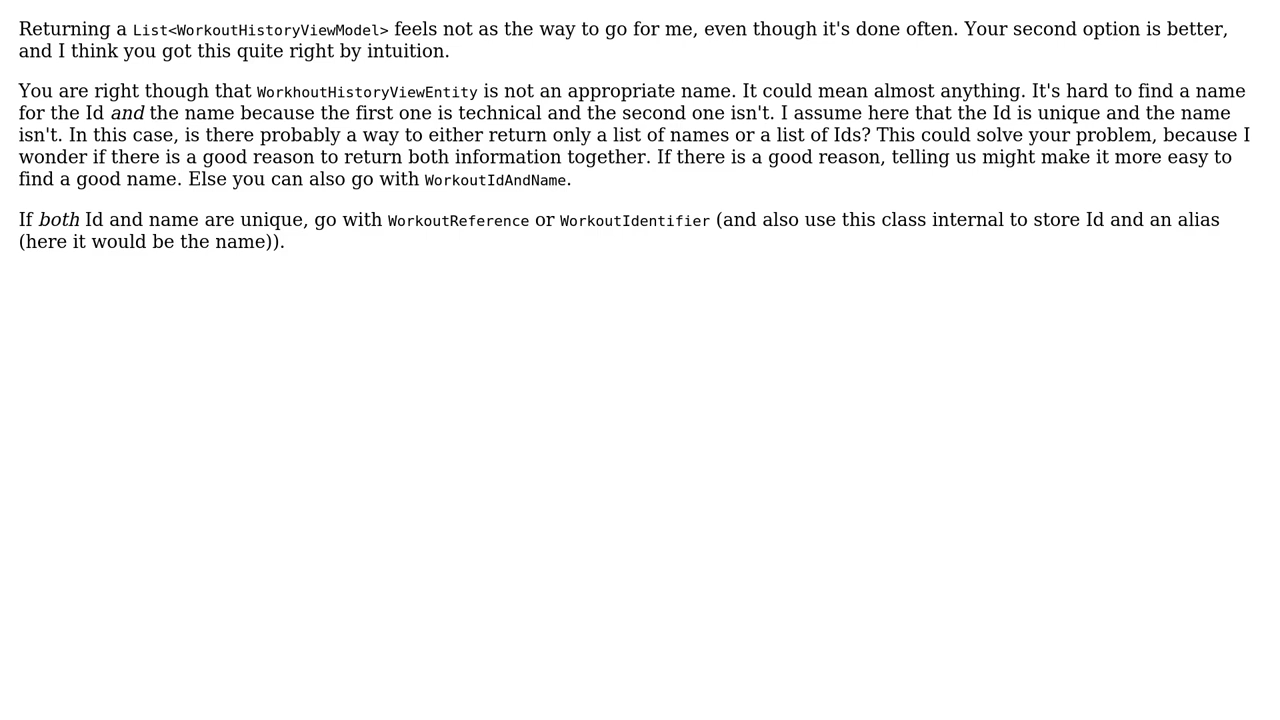 Returning a List<WorkoutHistoryViewModel> feels not as the way to go for me, even though it's done often. Your second option is better,
and I think you got this quite right by intuition.
You are right though that WorkhoutHistoryViewEntity is not an appropriate name. It could mean almost anything. It's hard to find a name
for the Id and the name because the first one is technical and the second one isn't. I assume here that the Id is unique and the name
isn't. In this case, is there probably a way to either return only a list of names or a list of Ids? This could solve your problem, because I
wonder if there is a good reason to return both information together. If there is a good reason, telling us might make it more easy to
find a good name. Else you can also go with WorkoutIdAndName.
If both Id and name are unique, go with WorkoutReference or WorkoutIdentifier (and also use this class internal to store Id and an alias
(here it would be the name)).